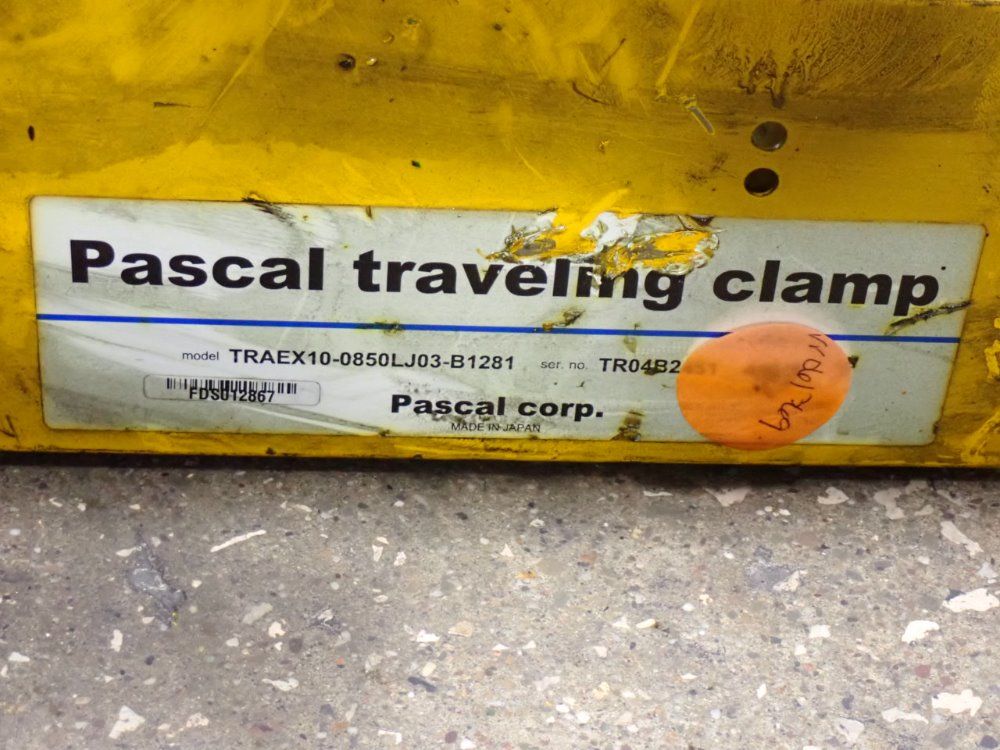 Pascal traveling clamp
model TRAEX10-0850LJ03-B1281 ser. no.
FDS012867
Pascal corp.
MADE IN JAPAN